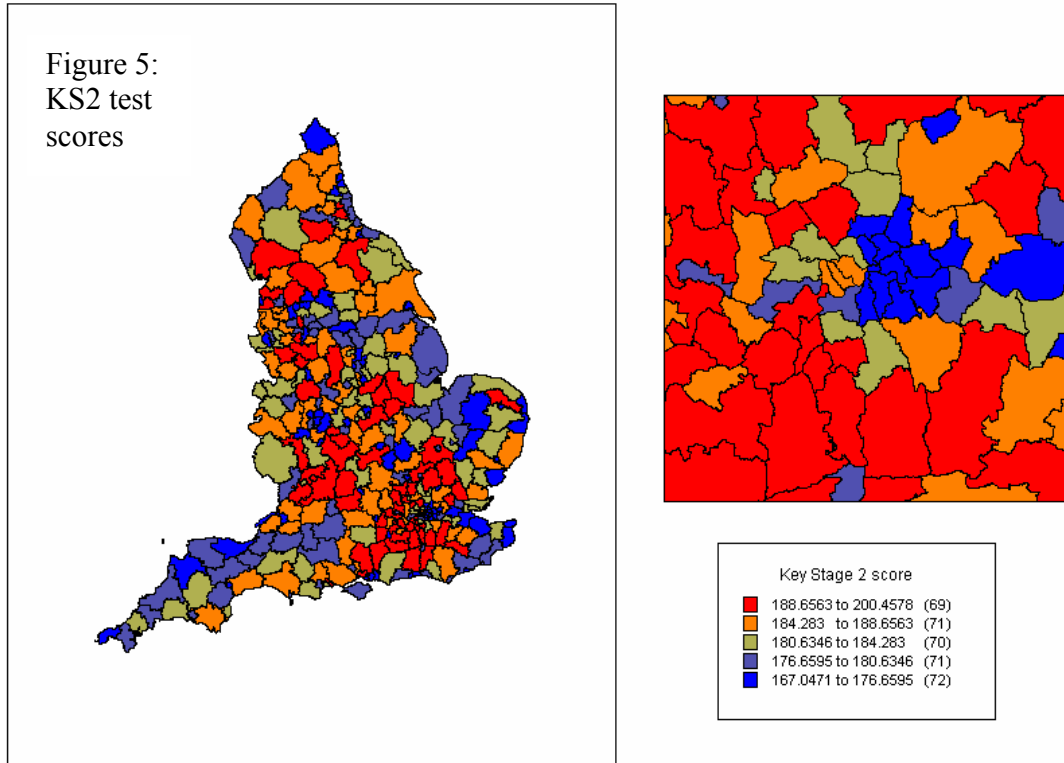 Figure 5:
KS2 test
scores
Key Stage 2 score
188.6563 to 200.4578 (69)
184.283 to 188.6563 (71)
180.6346 to 184.283 (70)
176.6595 to 180.6346 (71)
167.0471 to 176.6595 (72)